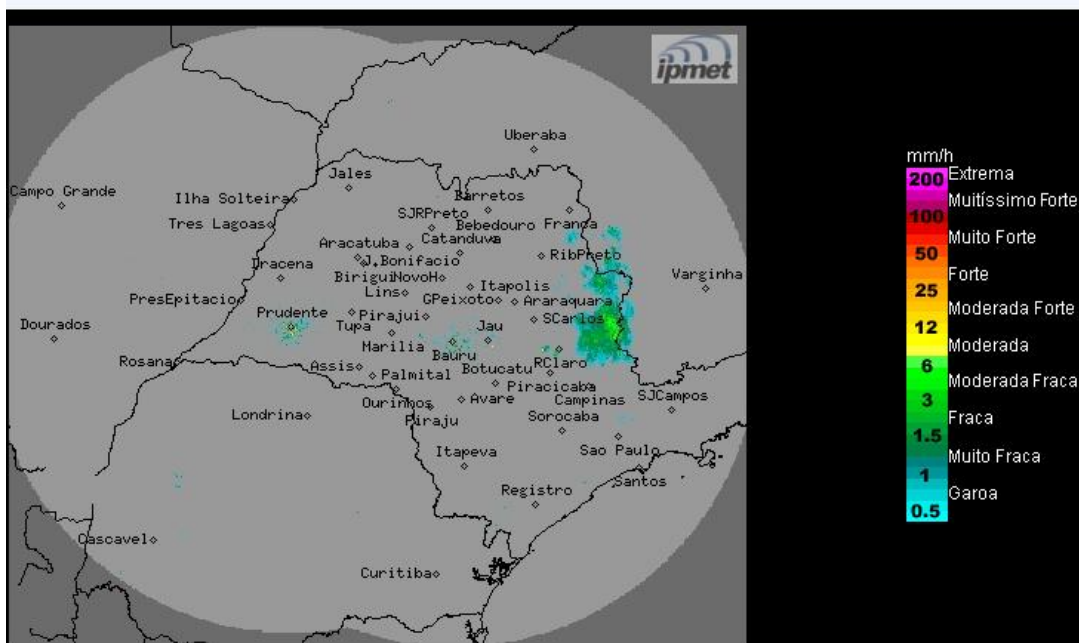 ipmet
Uberaba
Campo Grande
Jales
Ilha Solteira
Barretos
SJRPreto
Tres Lagoas
Bebedouro
Franca
Aracatuba
Catanduva
RibPreto
Dracena
J.Bonifacio
Birigui
NovoH
Varginha
Itapolis
PresEpitacio
Lins
GPeixoto
Araraquara
Prudente
Pirajui
SCarlos
Dourados
Tupa
Jau
Marilia
Bauru
Rosana
Assis
Botucatu
RClaro
Palmital
Piracicaba
SJCampos
Ourinhos
Avare
Campinas
Londrina
Piraju
Sorocaba
Itapeva
Sao Paulo
Santos
Registro
Cascavel
Curitiba
mm/h
Extrema
200
Muitíssimo Forte
100
Muito Forte
50
Forte
25
Moderada Forte
12
Moderada
6
Moderada Fraca
3
Fraca
1.5
Muito Fraca
1
Garoa
0.5